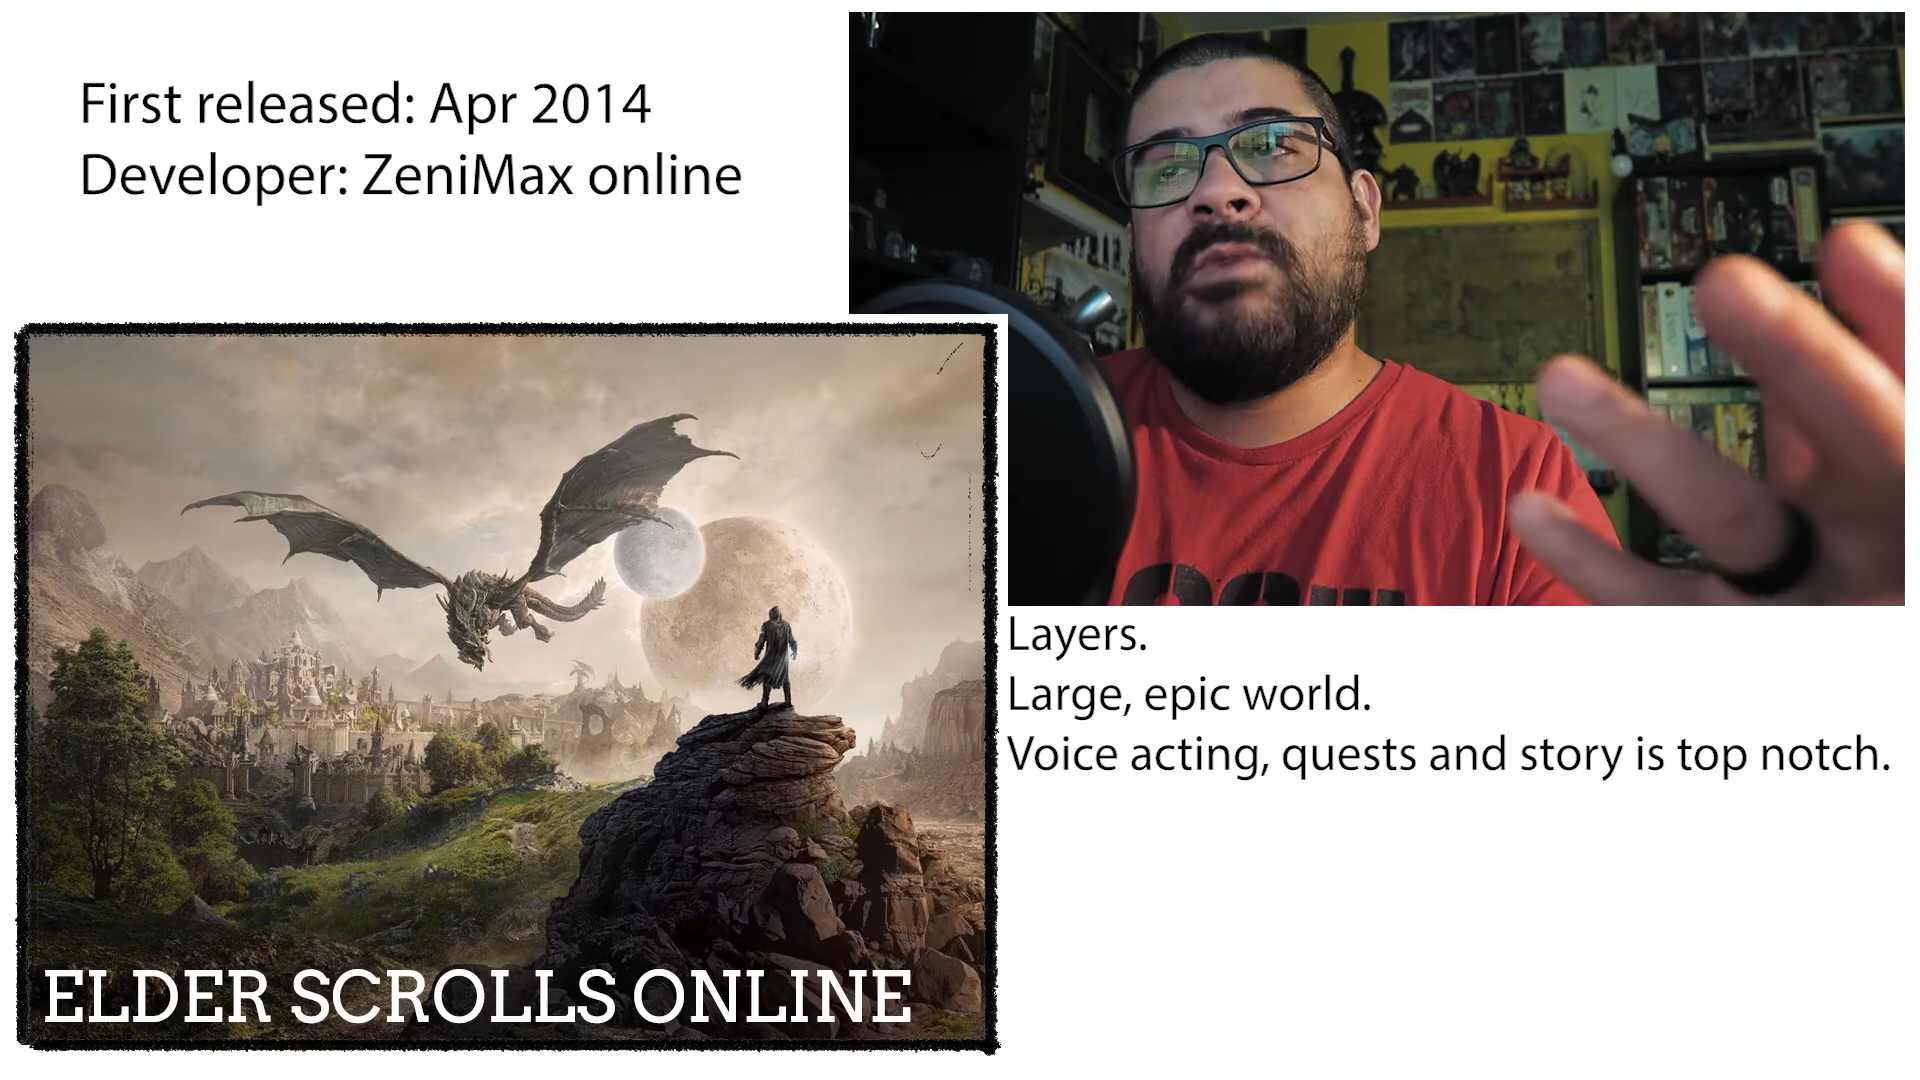 First released: Apr 2014
Developer: ZeniMax online
ELDER SCROLLS ONLINE
Layers.
Large, epic world.
Voice acting, quests and story is top notch.